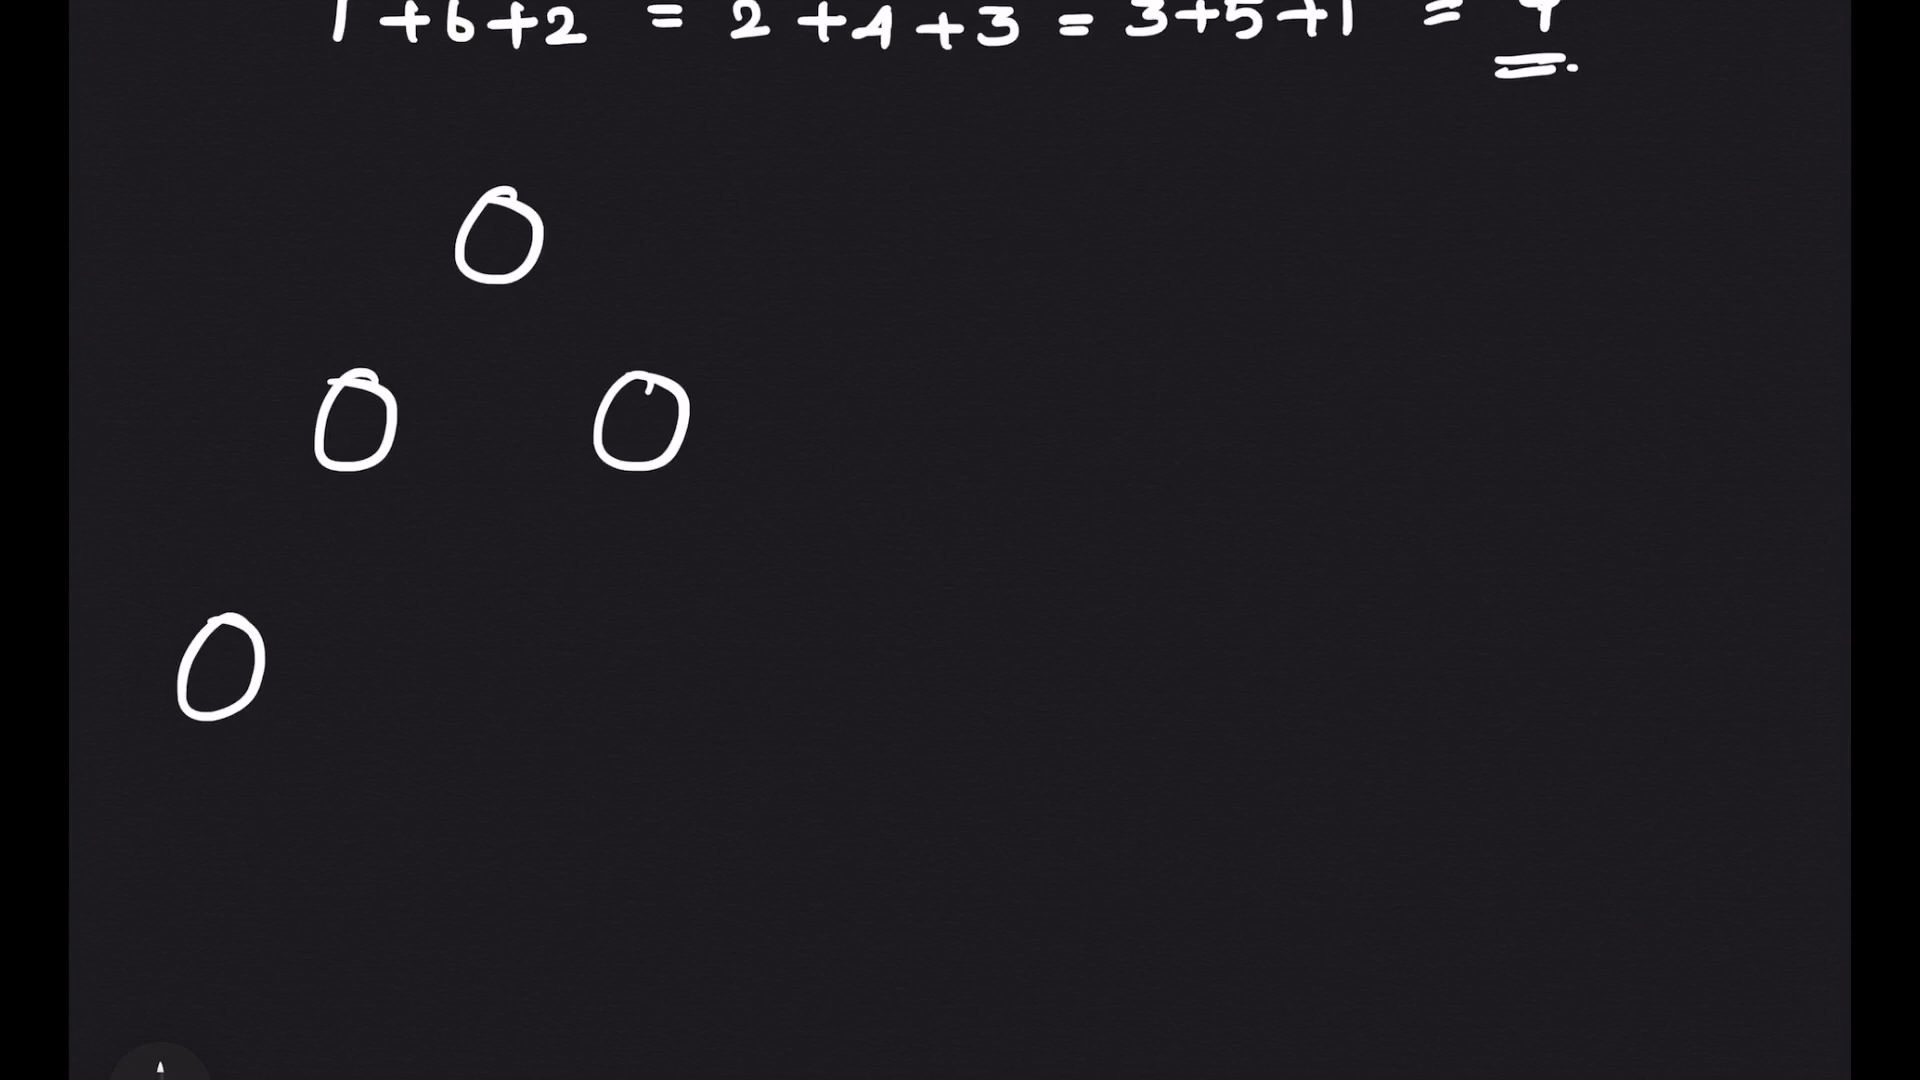 1 + 6 + 2 = 2 + 4 + 3 = 3 + 5 + 1 = 9.